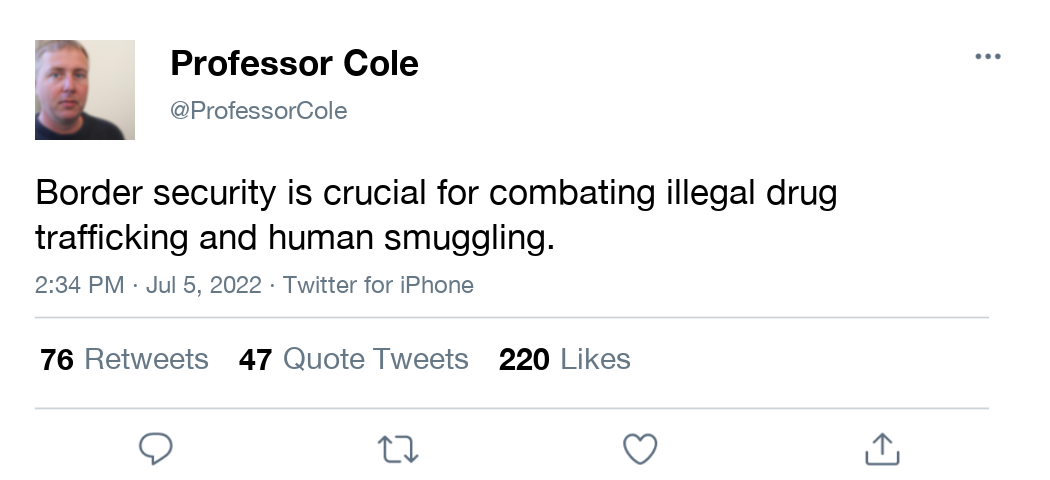 Professor Cole
@ProfessorCole
Border security is crucial for combating illegal drug
trafficking and human smuggling.
2:34 PM · Jul 5, 2022 · Twitter for iPhone
76 Retweets 47 Quote Tweets 220 Likes